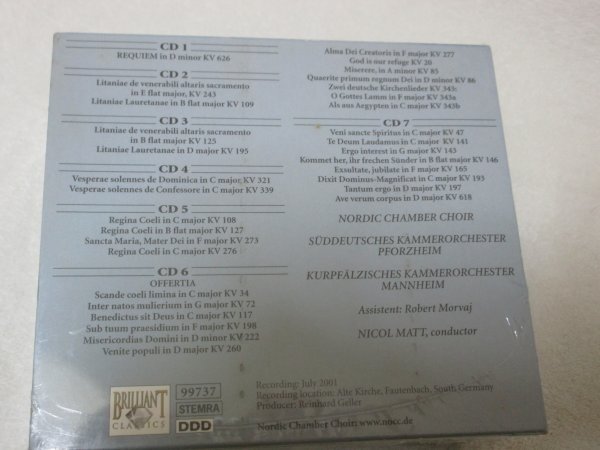 CD 1
REQUIEM in D minor KV 626
CD 2
Litaniae de venerabili altaris sacramento
in E flat major, KV 243
Litaniae Lauretanae in B flat major KV 109
CD 3
Litaniae de venerabili altaris sacramento
in B flat major KV 125
Litaniae Lauretanae in D major KV 195
CD 4
Vesperae solennes de Dominica in C major KV 321
Vesperae solennes de Confessore in C major KV 339
CD 5
Regina Coeli in C major KV 108
Regina Coeli in B flat major KV 127
Sancta Maria, Mater Dei in F major KV 273
Regina Coeli in C major KV 276
CD 6
OFFERTIA
Scande coeli limina in C major KV 34
Inter natos mulierium in G major KV 72
Benedictus sit Deus in C major KV 117
Sub tuum praesidium in F major KV 198
Misericordias Domini in D minor KV 222
Venite populi in D major KV 260
Alma Dei Creatoris in F major KV 277
God is our refuge KV 20
Miserere, in A minor KV 85
Quaerite primum regnum Dei in D minor KV 86
Zwei deutsche Kirchenlieder KV 343:
O Gottes Lamm in F major KV 343a
Als aus Aegypten in C major KV 343b
CD 7
Veni sancte Spiritus in C major KV 47
Te Deum Laudamus in C major KV 141
Ergo interest in G major KV 143
Kommet her, ihr frechen Sünder in B flat major KV 146
Exsultate, jubilate in F major KV 165
Dixit Dominus-Magnificat in C major KV 193
Tantum ergo in D major KV 197
Ave verum corpus in D major KV 618
NORDIC CHAMBER CHOIR
SÜDDEUTSCHES KAMMERORCHESTER
PFORZHEIM
KURPFÄLZISCHES KAMMERORCHESTER
MANNHEIM
Assistent: Robert Morvaj
NICOL MATT, conductor
BRILLIANT
CLASSICS
99737
STEMRA
DDD
Recording: July 2001
Recording location: Alte Kirche, Fautenbach, South Germany
Producer: Reinhard Geller
Nordic Chamber Choir: www.nocc.de